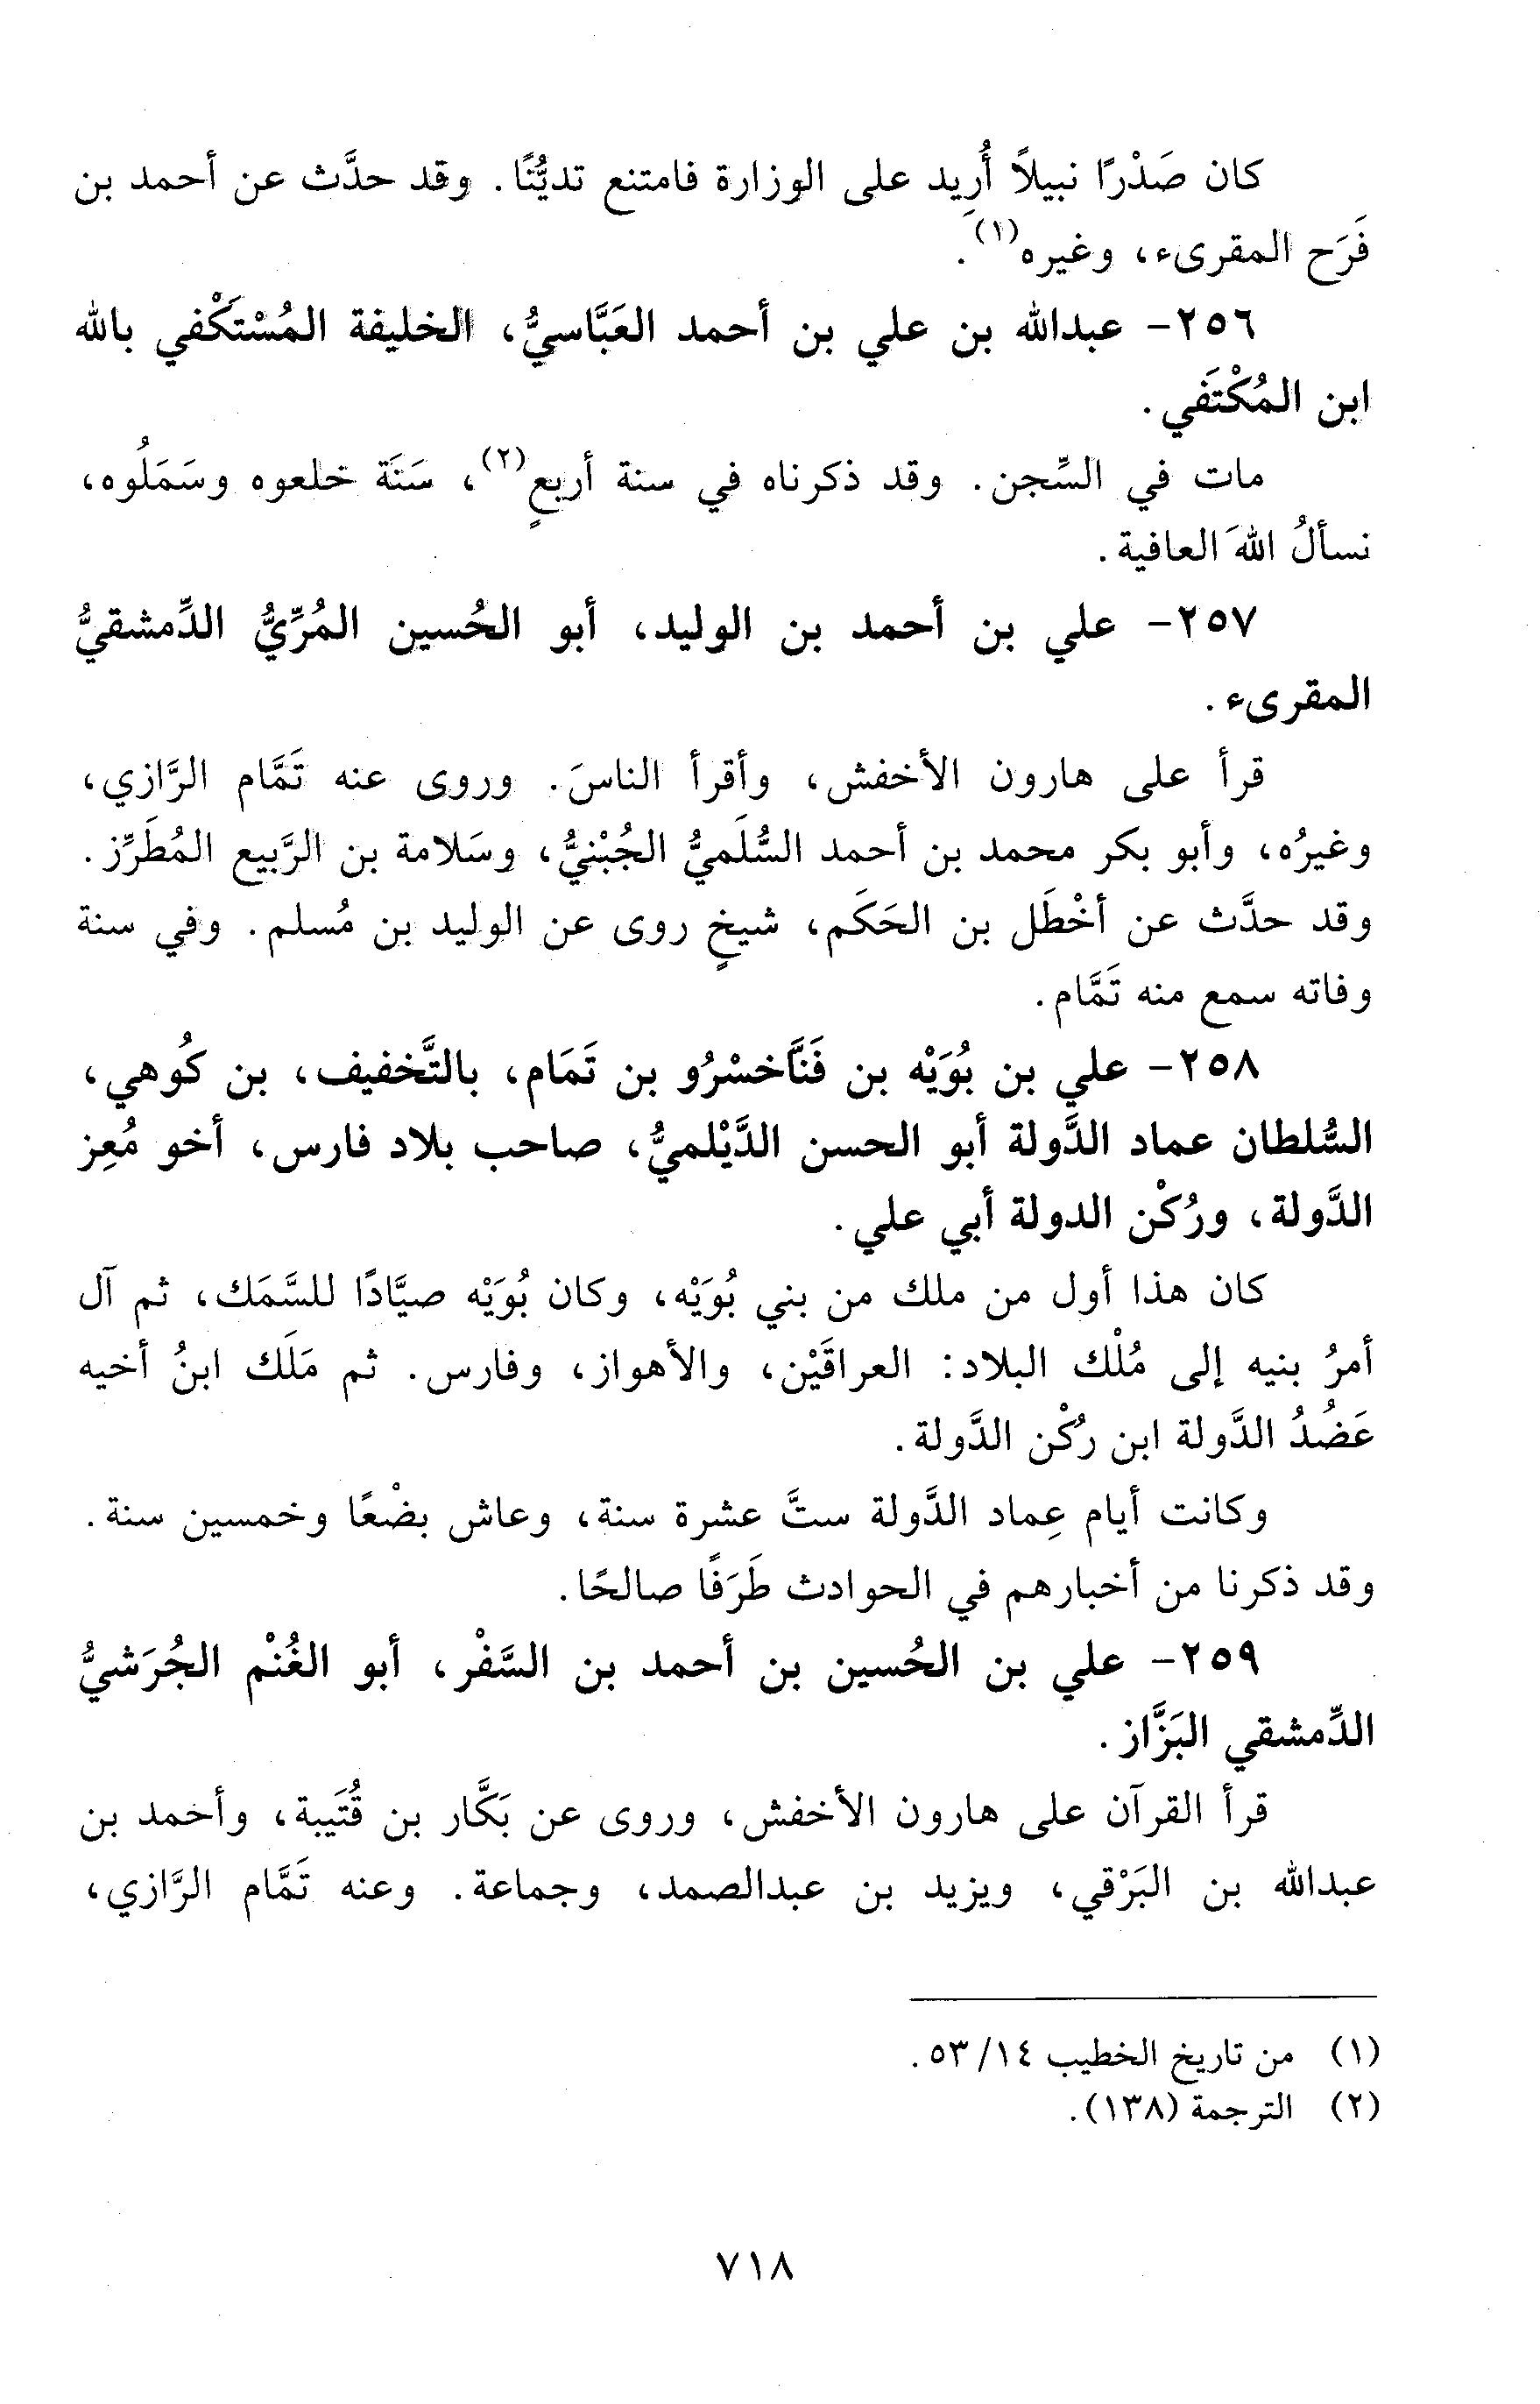 كان صَدْرًا نبيلاً أُرِيد على الوزارة فامتنع تديُّنًا. وقد حدَّث عن أحمد بن
فَرَح المقرىء، وغيره(١).
٢٥٦- عبدالله بن علي بن أحمد العَبَّاسيُّ، الخليفة المُسْتَكْفي بالله
ابن المُكْتَفي.
مات في السِّجن. وقد ذكرناه في سنة أربعٍ(٢)، سَنَة خلعوه وسَمَلُوه،
نسألُ اللهَ العافية.
٢٥٧- علي بن أحمد بن الوليد، أبو الحُسين المُرِّيُّ الدِّمشقيُّ
المقرىء.
قرأ على هارون الأخفش، وأقرأ الناسَ. وروى عنه تَمَّام الرَّازي،
وغيرُه، وأبو بكر محمد بن أحمد السُّلَميُّ الجُبْنيُّ، وسَلامة بن الرَّبيع المُطَرِّز.
وقد حدَّث عن أخْطَل بن الحَكَم، شيخٍ روى عن الوليد بن مُسلم. وفي سنة
وفاته سمع منه تَمَّام.
٢٥٨- علي بن بُوَيْه بن فَنَّاخسْرُو بن تَمَام، بالتَّخفيف، بن كُوهي،
السُّلطان عماد الدَّولة أبو الحسن الدَّيْلميُّ، صاحب بلاد فارس، أخو مُعِز
الدَّولة، ورُكْن الدولة أبي علي.
كان هذا أول من ملك من بني بُوَيْه، وكان بُوَيْه صيَّادًا للسَّمَك، ثم آل
أمرُ بنيه إلى مُلْك البلاد: العراقَيْن، والأهواز، وفارس. ثم مَلَك ابنُ أخيه
عَضُدُ الدَّولة ابن رُكْن الدَّولة.
وكانت أيام عِماد الدَّولة ستَّ عشرة سنة، وعاش بضْعًا وخمسين سنة.
وقد ذكرنا من أخبارهم في الحوادث طَرَفًا صالحًا.
٢٥٩- علي بن الحُسين بن أحمد بن السَّفْر، أبو الغُنْم الجُرَشيُّ
الدِّمشقي البَزَّاز.
قرأ القرآن على هارون الأخفش، وروى عن بَكَّار بن قُتَيبة، وأحمد بن
عبدالله بن البَرْقي، ويزيد بن عبدالصمد، وجماعة. وعنه تَمَّام الرَّازي،
(١) من تاريخ الخطيب ١٤/ ٥٣.
(٢) الترجمة (١٣٨).
٧١٨